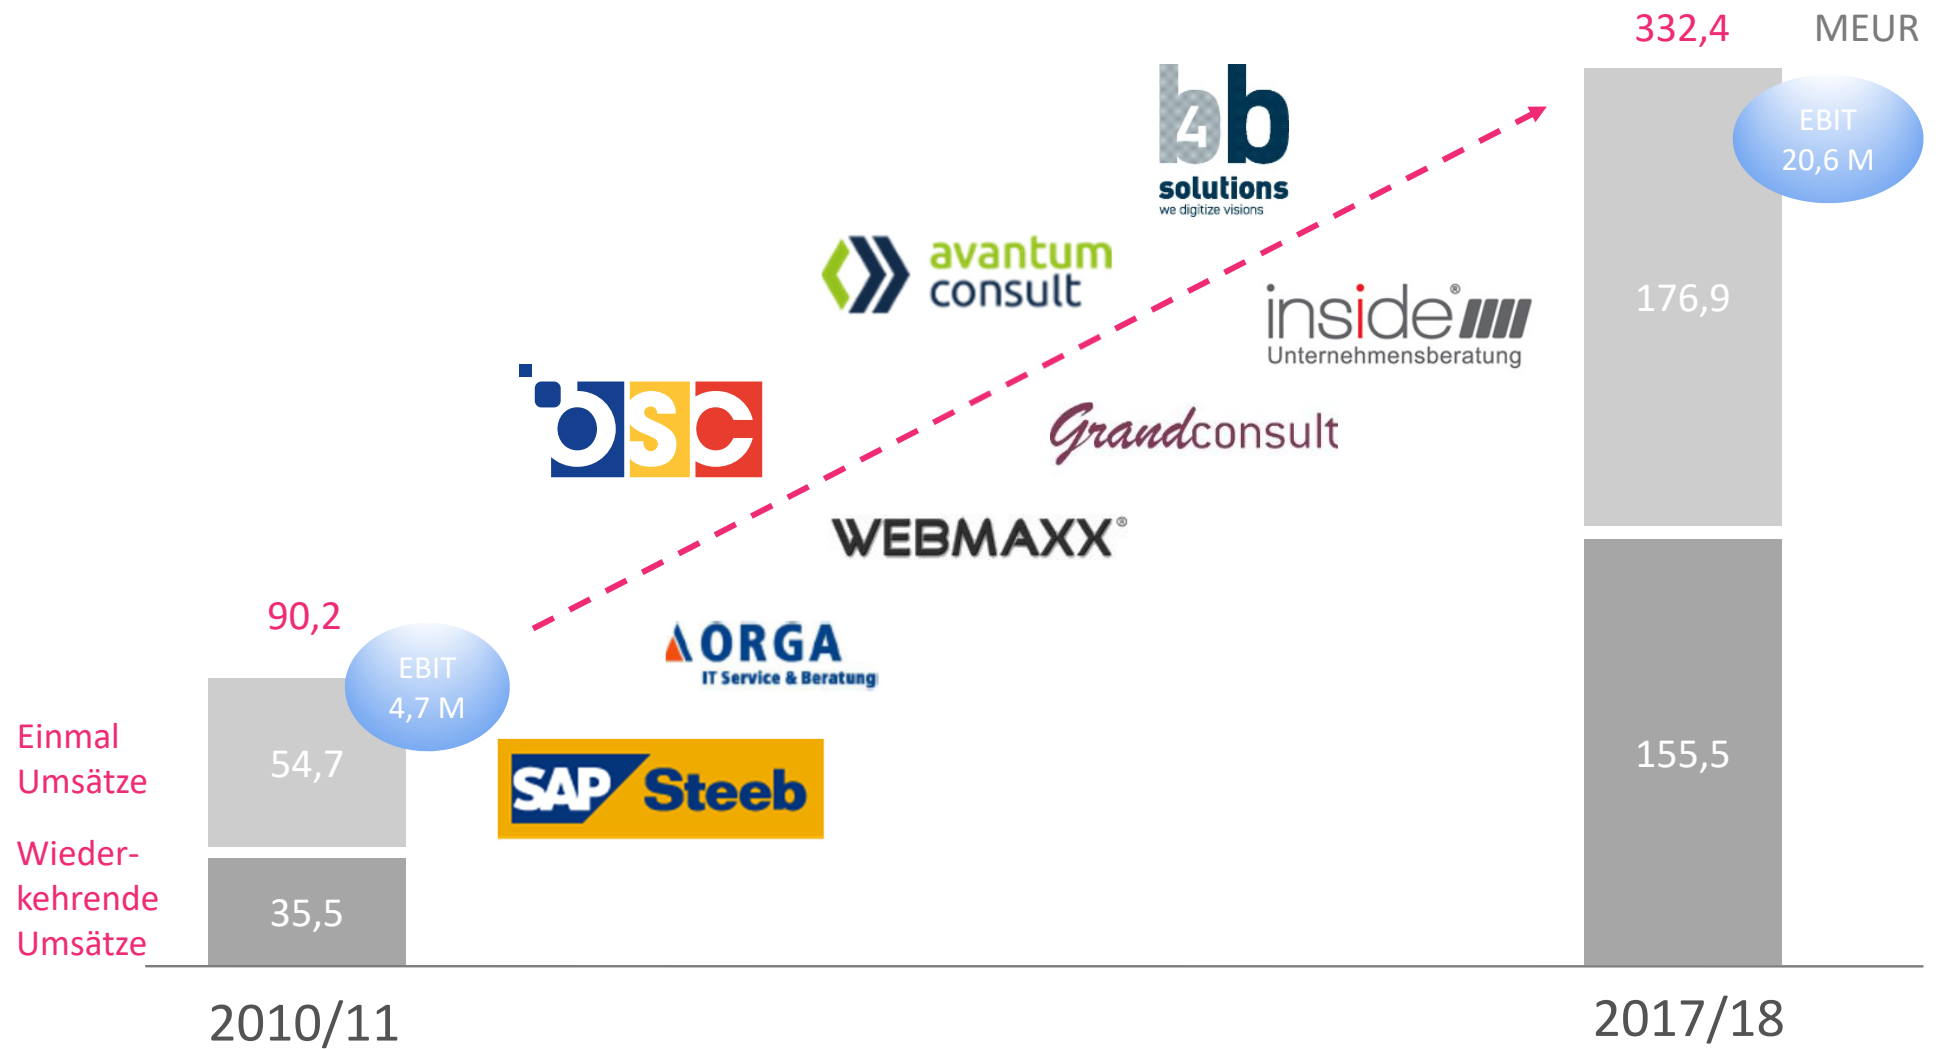 332,4
MEUR
EBIT
20,6 M
b4b
solutions
we digitize visions
avantum
consult
176,9
inside®
Unternehmensberatung
osc
Grandconsult
WEBMAXX®
90,2
ORGA
IT Service & Beratung
EBIT
4,7 M
Einmal
Umsätze
54,7
SAP Steeb
155,5
Wieder-
kehrende
Umsätze
35,5
2010/11
2017/18